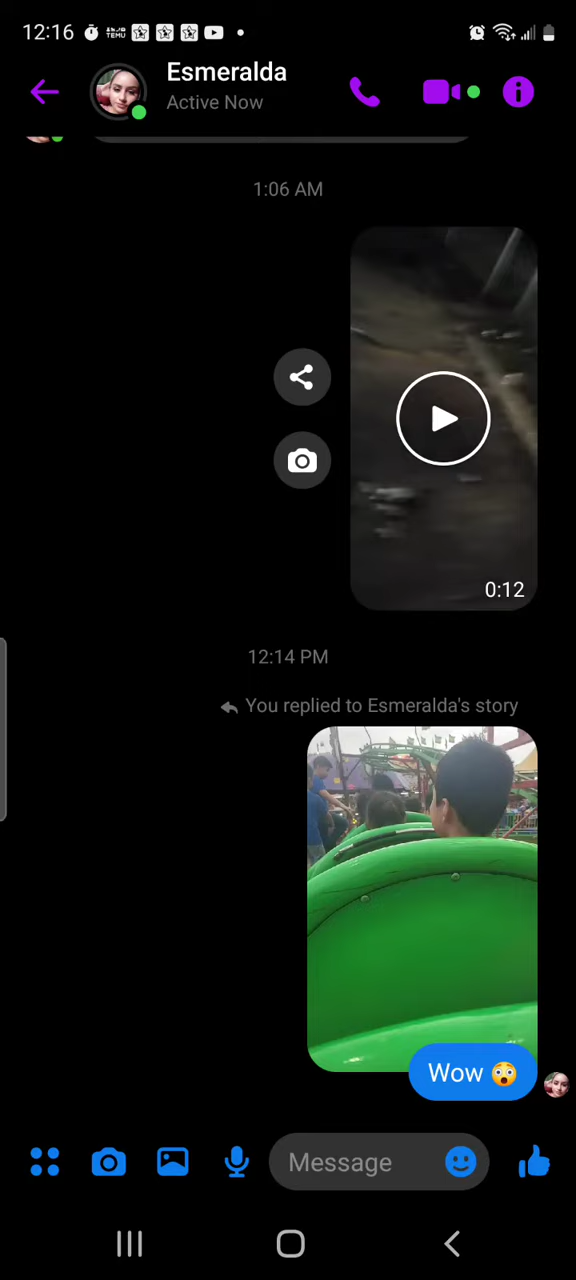 12:16
TEMU
Esmeralda
Active Now
1:06 AM
0:12
12:14 PM
You replied to Esmeralda's story
Wow 😳
Message